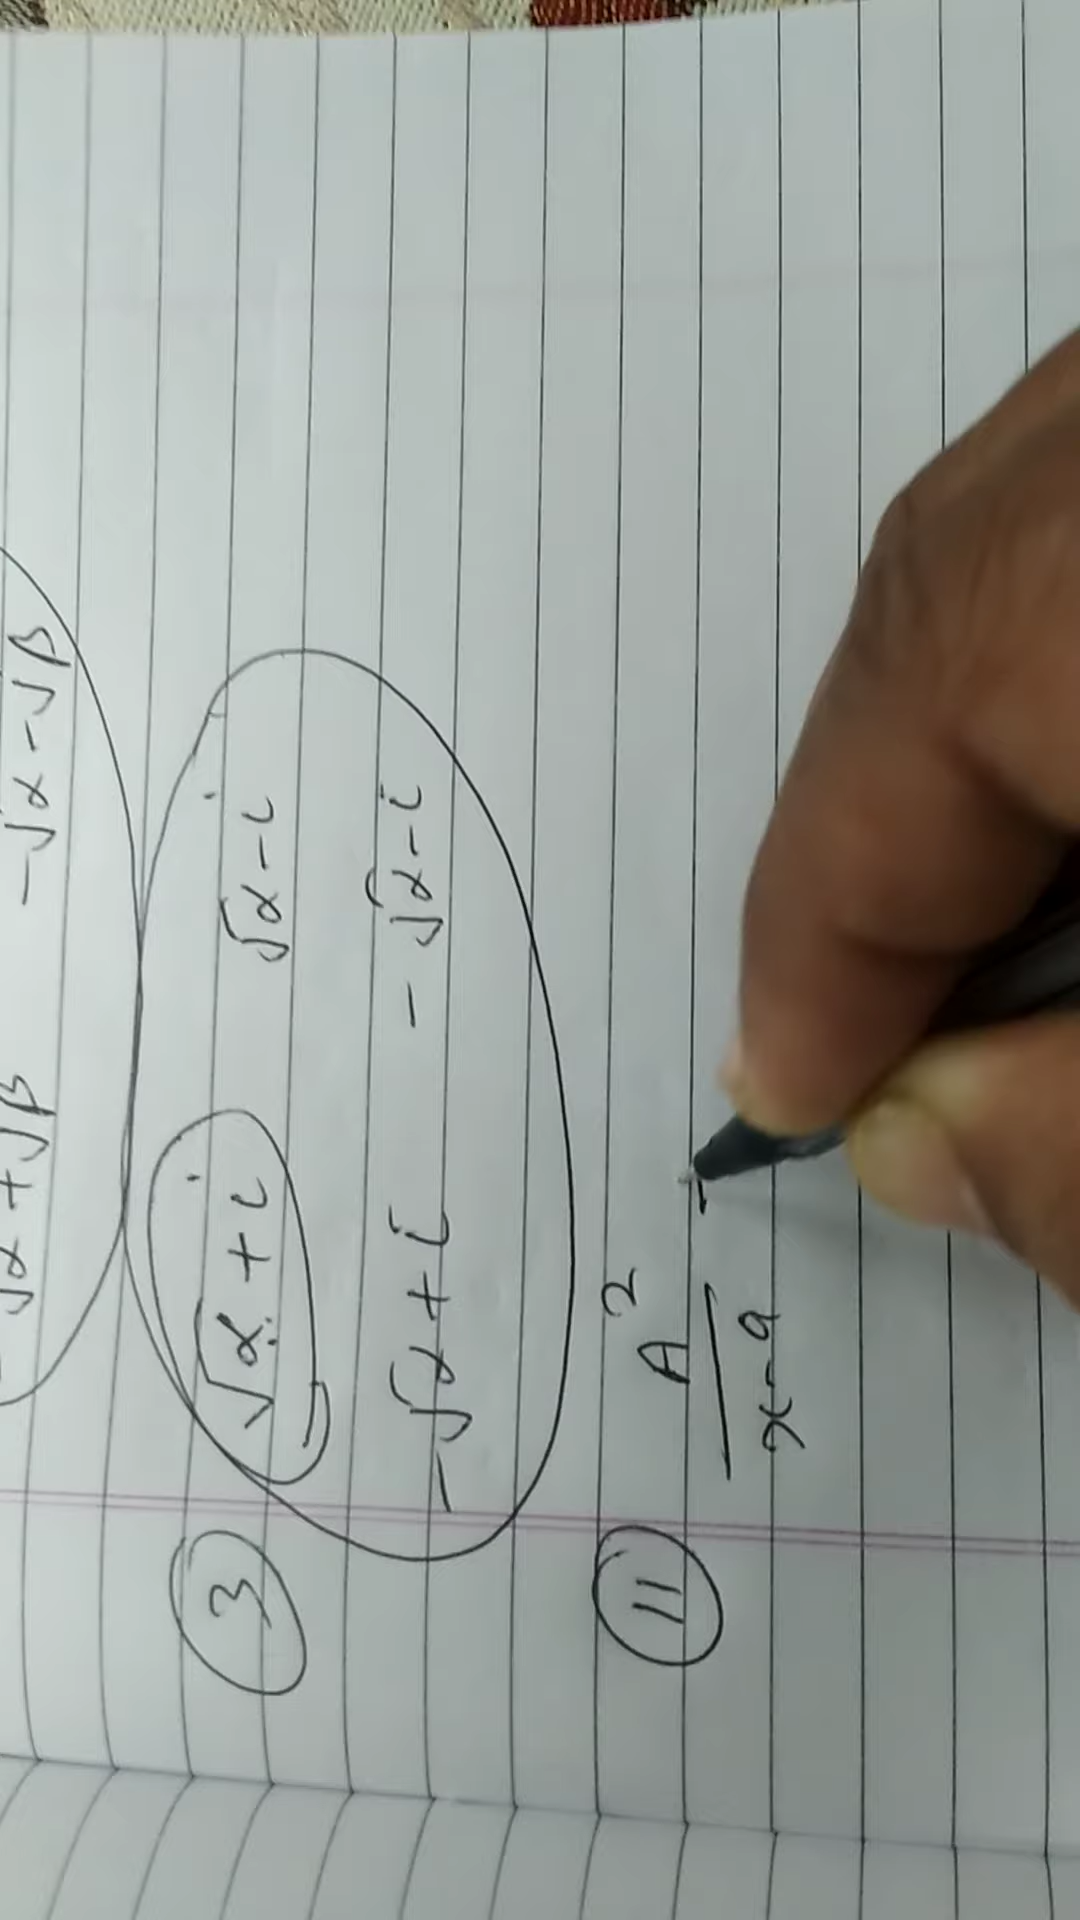 √α + √β   -√α - √β
③ √α + i   √α - i
-√α + i   -√α - i
⑪ A²
x-a